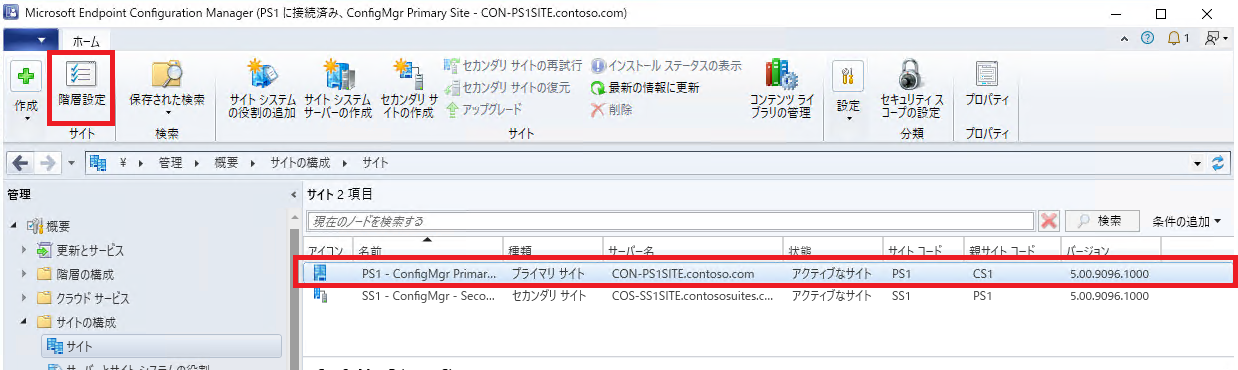 Microsoft Endpoint Configuration Manager (PS1 に接続済み、ConfigMgr Primary Site - CON-PS1SITE.contoso.com)
ホーム
1
作成
階層設定
サイト
保存された検索
検索
サイト システム
の役割の追加
サイト システム
サーバーの作成
セカンダリ サ
イトの作成
セカンダリ サイトの再試行
セカンダリ サイトの復元
アップグレード
インストール ステータスの表示
最新の情報に更新
削除
コンテンツ ライ
ブラリの管理
サイト
設定
セキュリティ ス
コープの設定
分類
プロパティ
プロパティ
¥ 管理 概要 サイトの構成 サイト
管理
概要
更新とサービス
階層の構成
クラウド サービス
サイトの構成
サイト
サーバーとサイト システムの役割
サイト 2 項目
現在のノードを検索する
検索
条件の追加
アイコン 名前 種類 サーバー名 状態 サイト コード 親サイト コード バージョン
PS1 - ConfigMgr Primar... プライマリ サイト CON-PS1SITE.contoso.com アクティブなサイト PS1 CS1 5.00.9096.1000
SS1 - ConfigMgr - Seco... セカンダリ サイト COS-SS1SITE.contososuites.c... アクティブなサイト SS1 PS1 5.00.9096.1000